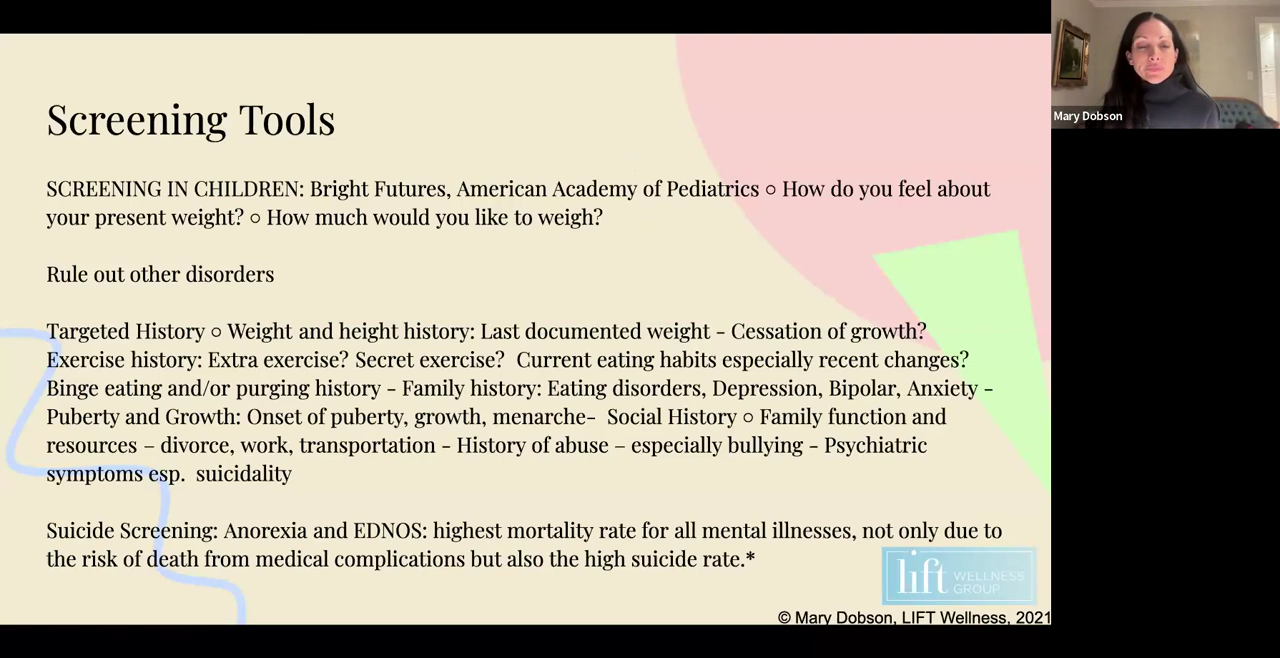 Screening Tools
SCREENING IN CHILDREN: Bright Futures, American Academy of Pediatrics ○ How do you feel about
your present weight? ○ How much would you like to weigh?
Rule out other disorders
Targeted History ○ Weight and height history: Last documented weight - Cessation of growth?
Exercise history: Extra exercise? Secret exercise?  Current eating habits especially recent changes?
Binge eating and/or purging history - Family history: Eating disorders, Depression, Bipolar, Anxiety -
Puberty and Growth: Onset of puberty, growth, menarche-  Social History ○ Family function and
resources – divorce, work, transportation - History of abuse – especially bullying - Psychiatric
symptoms esp.  suicidality
Suicide Screening: Anorexia and EDNOS: highest mortality rate for all mental illnesses, not only due to
the risk of death from medical complications but also the high suicide rate.*
lift WELLNESS
GROUP
© Mary Dobson, LIFT Wellness, 2021
Mary Dobson